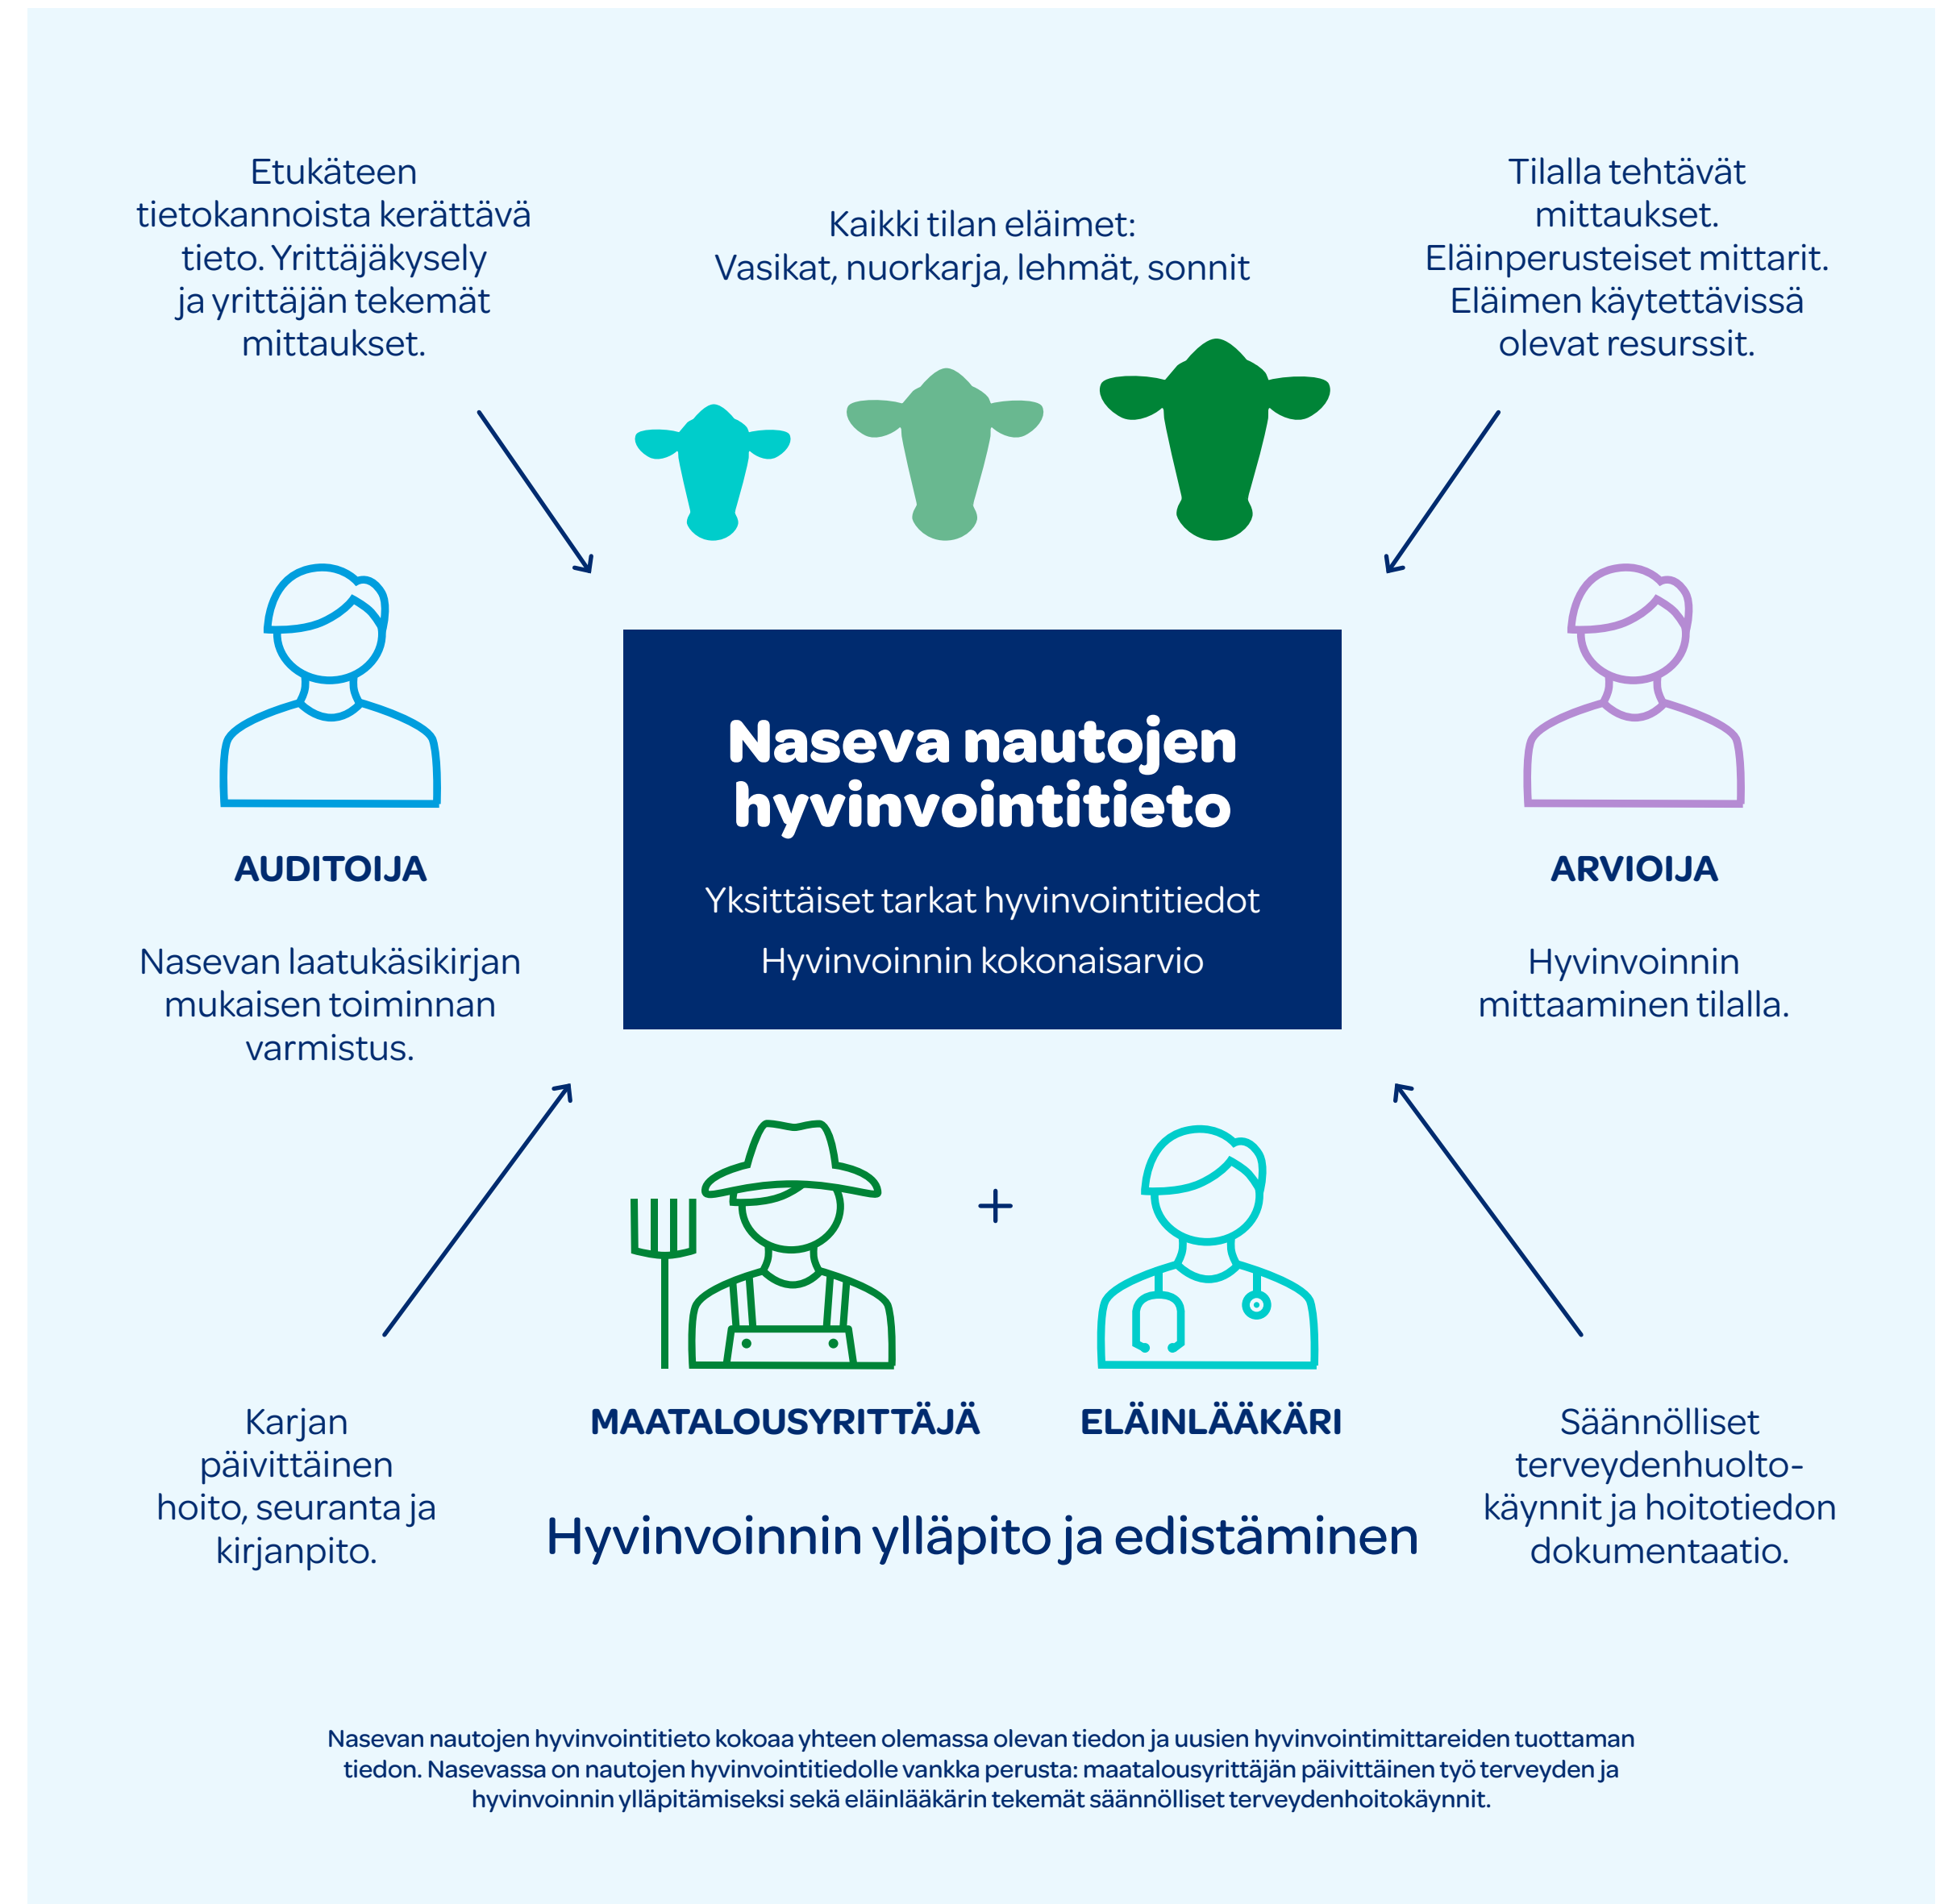 Etukäteen
tietokannoista kerättävä
tieto. Yrittäjäkysely
ja yrittäjän tekemät
mittaukset.
Kaikki tilan eläimet:
Vasikat, nuorkarja, lehmät, sonnit
Tilalla tehtävät
mittaukset.
Eläinperusteiset mittarit.
Eläimen käytettävissä
olevat resurssit.
AUDITOIJA
Nasevan laatukäsikirjan
mukaisen toiminnan
varmistus.
Naseva nautojen
hyvinvointitieto
Yksittäiset tarkat hyvinvointitiedot
Hyvinvoinnin kokonaisarvio
ARVIOIJA
Hyvinvoinnin
mittaaminen tilalla.
Karjan
päivittäinen
hoito, seuranta ja
kirjanpito.
+
MAATALOUSYRITTÄJÄ
ELÄINLÄÄKÄRI
Hyvinvoinnin ylläpito ja edistäminen
Säännölliset
terveydenhuolto-
käynnit ja hoitotiedon
dokumentaatio.
Nasevan nautojen hyvinvointitieto kokoaa yhteen olemassa olevan tiedon ja uusien hyvinvointimittareiden tuottaman
tiedon. Nasevassa on nautojen hyvinvointitiedolle vankka perusta: maatalousyrittäjän päivittäinen työ terveyden ja
hyvinvoinnin ylläpitämiseksi sekä eläinlääkärin tekemät säännölliset terveydenhoitokäynnit.